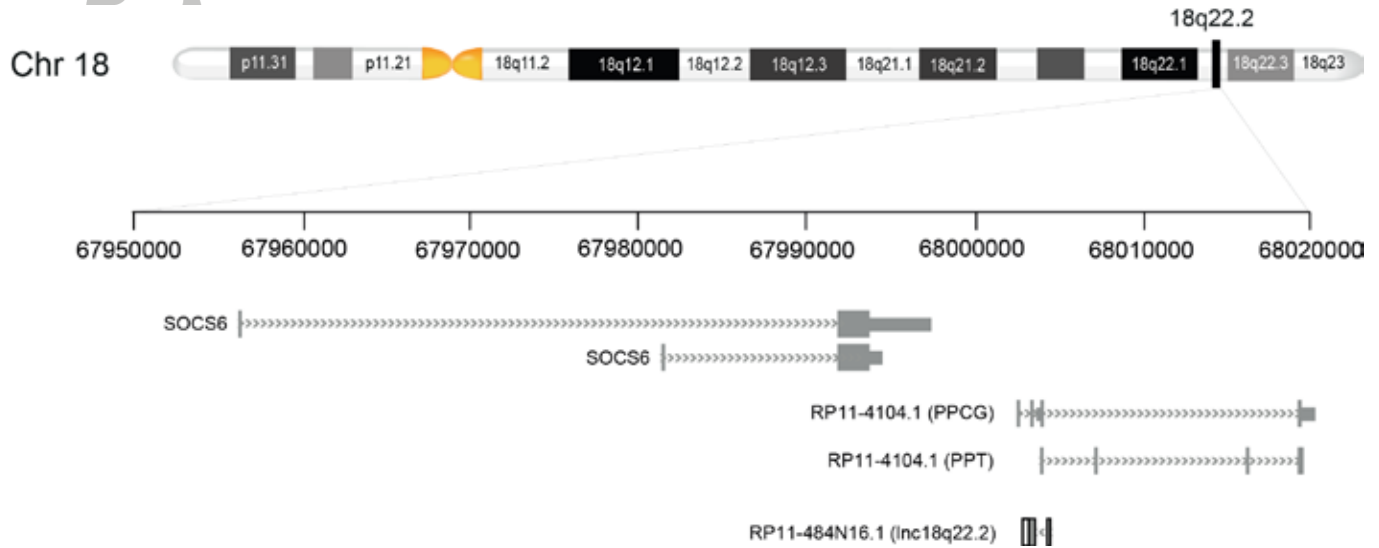 18q22.2
Chr 18
p11.31 p11.21 18q11.2 18q12.1 18q12.2 18q12.3 18q21.1 18q21.2 18q22.1 18q22.3 18q23
67950000 67960000 67970000 67980000 67990000 68000000 68010000 68020000
SOCS6
SOCS6
RP11-4104.1 (PPCG)
RP11-4104.1 (PPT)
RP11-484N16.1 (lnc18q22.2)